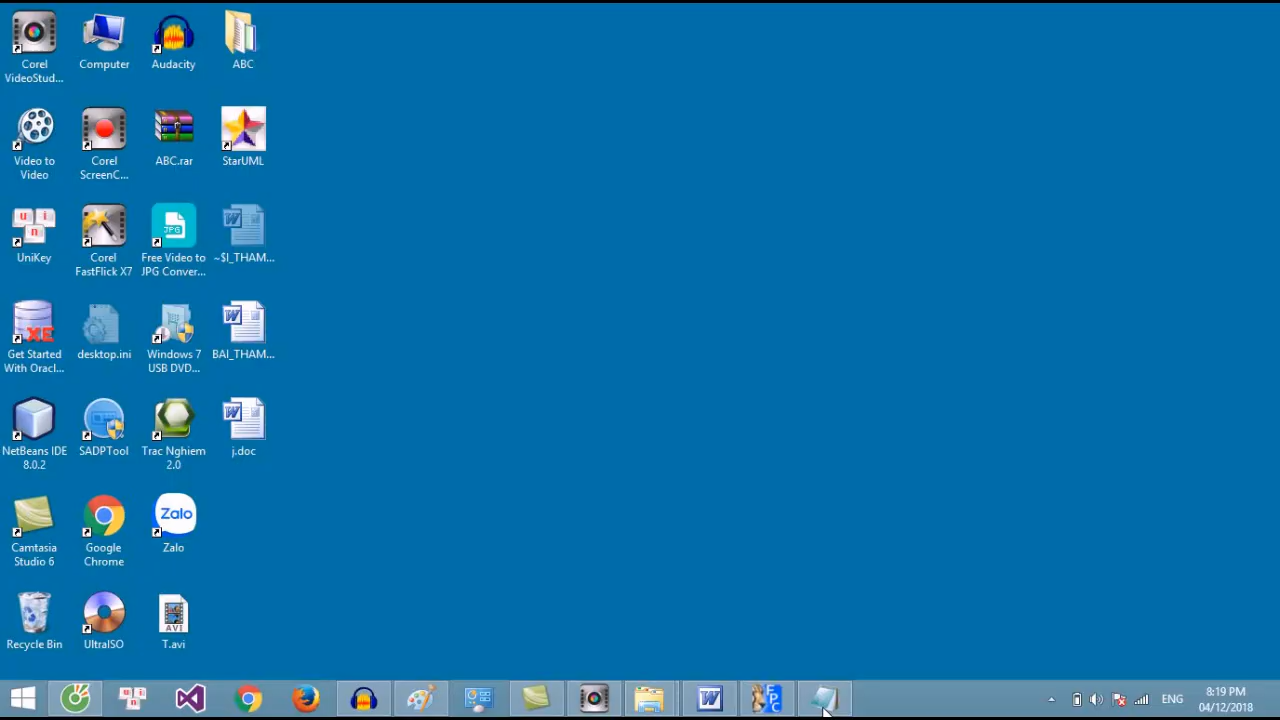 Corel
VideoStud...
Computer
Audacity
ABC
Video to
Video
Corel
ScreenC...
ABC.rar
StarUML
UniKey
Corel
FastFlick X7
JPG
Free Video to
JPG Conver...
~$I_THAM...
XE
Get Started
With Oracl...
desktop.ini
Windows 7
USB DVD...
BAI_THAM...
NetBeans IDE
8.0.2
SADPTool
Trac Nghiem
2.0
j.doc
Camtasia
Studio 6
Google
Chrome
Zalo
Zalo
Recycle Bin
UltraISO
AVI
T.avi
ENG
8:19 PM
04/12/2018